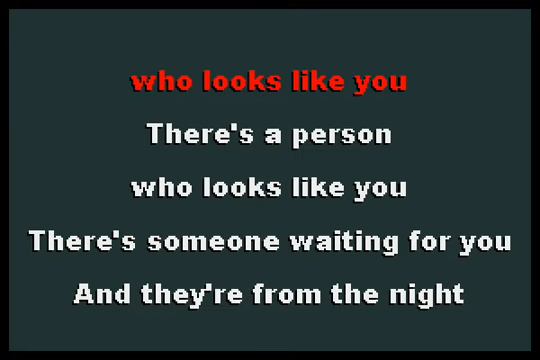 who looks like you
There's a person
who looks like you
There's someone waiting for you
And they're from the night